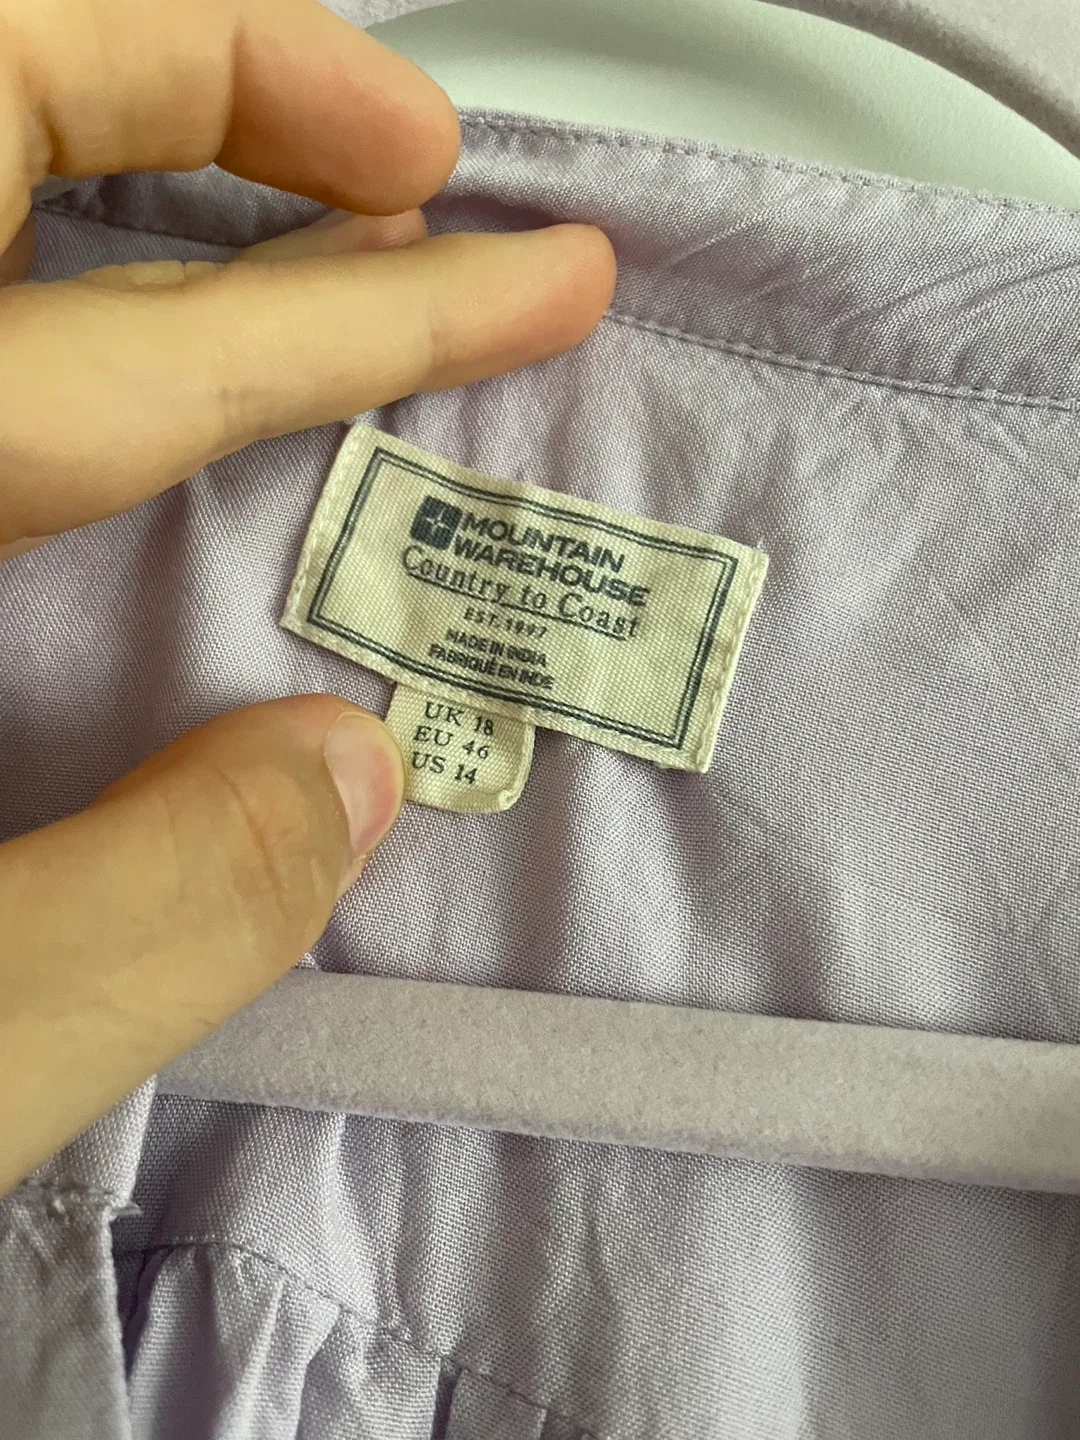 MOUNTAIN
WAREHOUSE
Country to Coast
EST. 1997
MADE IN INDIA
FABRIQUÉ EN INDE
UK 18
EU 46
US 14